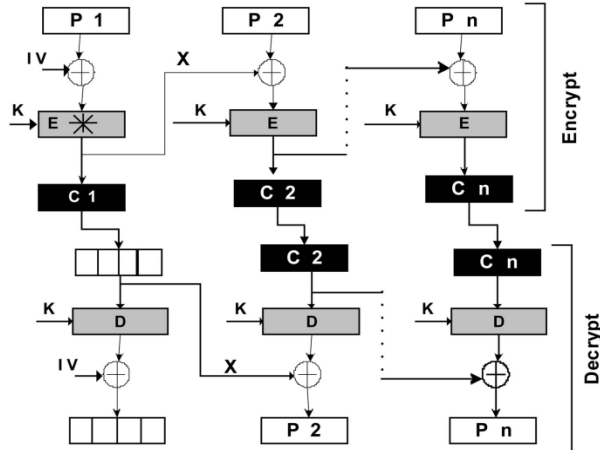 P 1 P 2 P n
I V X
K E K E K E
Encrypt
C 1 C 2 C n
C 2 C n
K D K D K D
I V X
Decrypt
P 2 P n